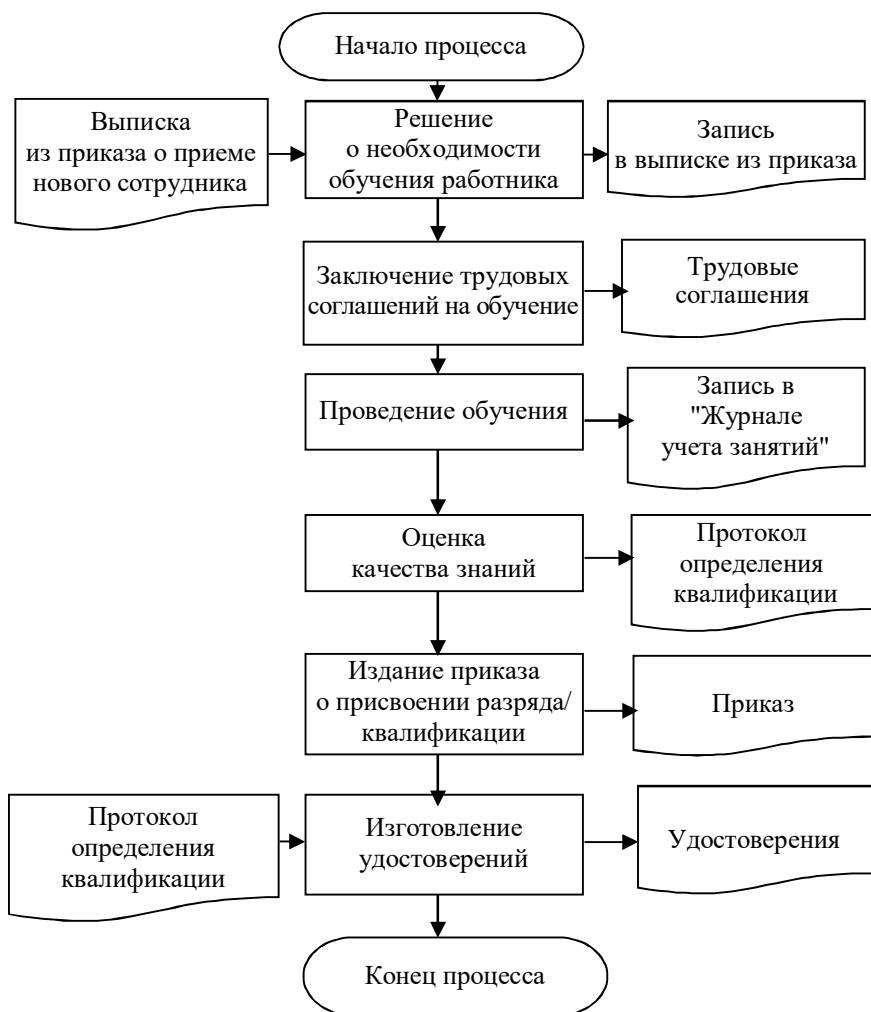 Начало процесса
Выписка
из приказа о приеме
нового сотрудника
Решение
о необходимости
обучения работника
Запись
в выписке из приказа
Заключение трудовых
соглашений на обучение
Трудовые
соглашения
Проведение обучения
Запись в
"Журнале
учета занятий"
Оценка
качества знаний
Протокол
определения
квалификации
Издание приказа
о присвоении разряда/
квалификации
Приказ
Протокол
определения
квалификации
Изготовление
удостоверений
Удостоверения
Конец процесса